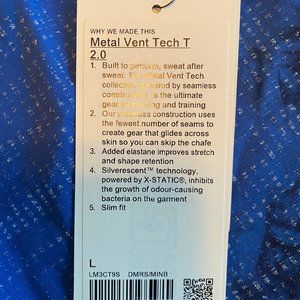 WHY WE MADE THIS
Metal Vent Tech T
2.0
1. Built to perform, sweat after
sweat. The Metal Vent Tech
collection, powered by seamless
construction, is the ultimate
gear for running and training
2. Our seamless construction uses
the fewest number of seams to
create gear that glides across
skin so you can skip the chafe
3. Added elastane improves stretch
and shape retention
4. Silverescent™ technology,
powered by X-STATIC®, inhibits
the growth of odour-causing
bacteria on the garment
5. Slim fit
L
LM3CT9S DMRS/MINB